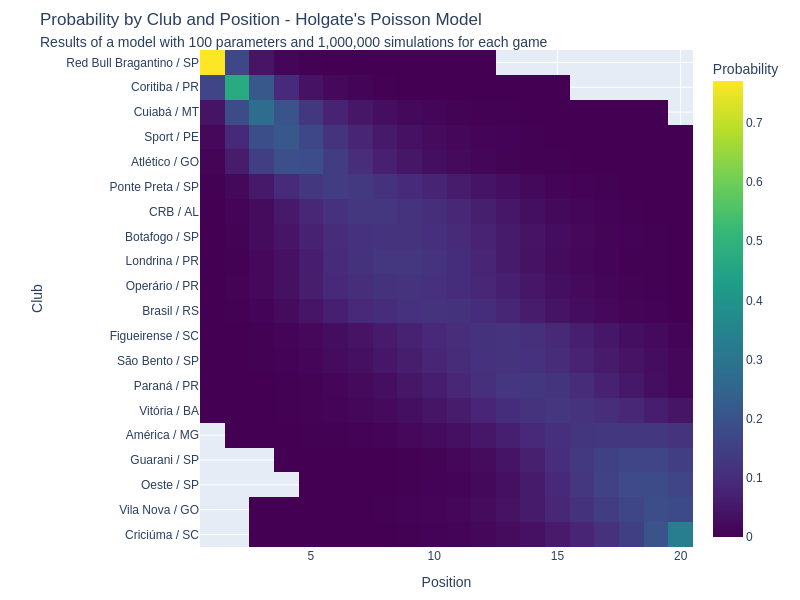 Probability by Club and Position - Holgate's Poisson Model
Results of a model with 100 parameters and 1,000,000 simulations for each game
Probability
Red Bull Bragantino / SP
Coritiba / PR
Cuiabá / MT
Sport / PE
Atlético / GO
Ponte Preta / SP
CRB / AL
Botafogo / SP
Londrina / PR
Operário / PR
Brasil / RS
Figueirense / SC
São Bento / SP
Paraná / PR
Vitória / BA
América / MG
Guarani / SP
Oeste / SP
Vila Nova / GO
Criciúma / SC
Club
5
10
15
20
Position
0.7
0.6
0.5
0.4
0.3
0.2
0.1
0